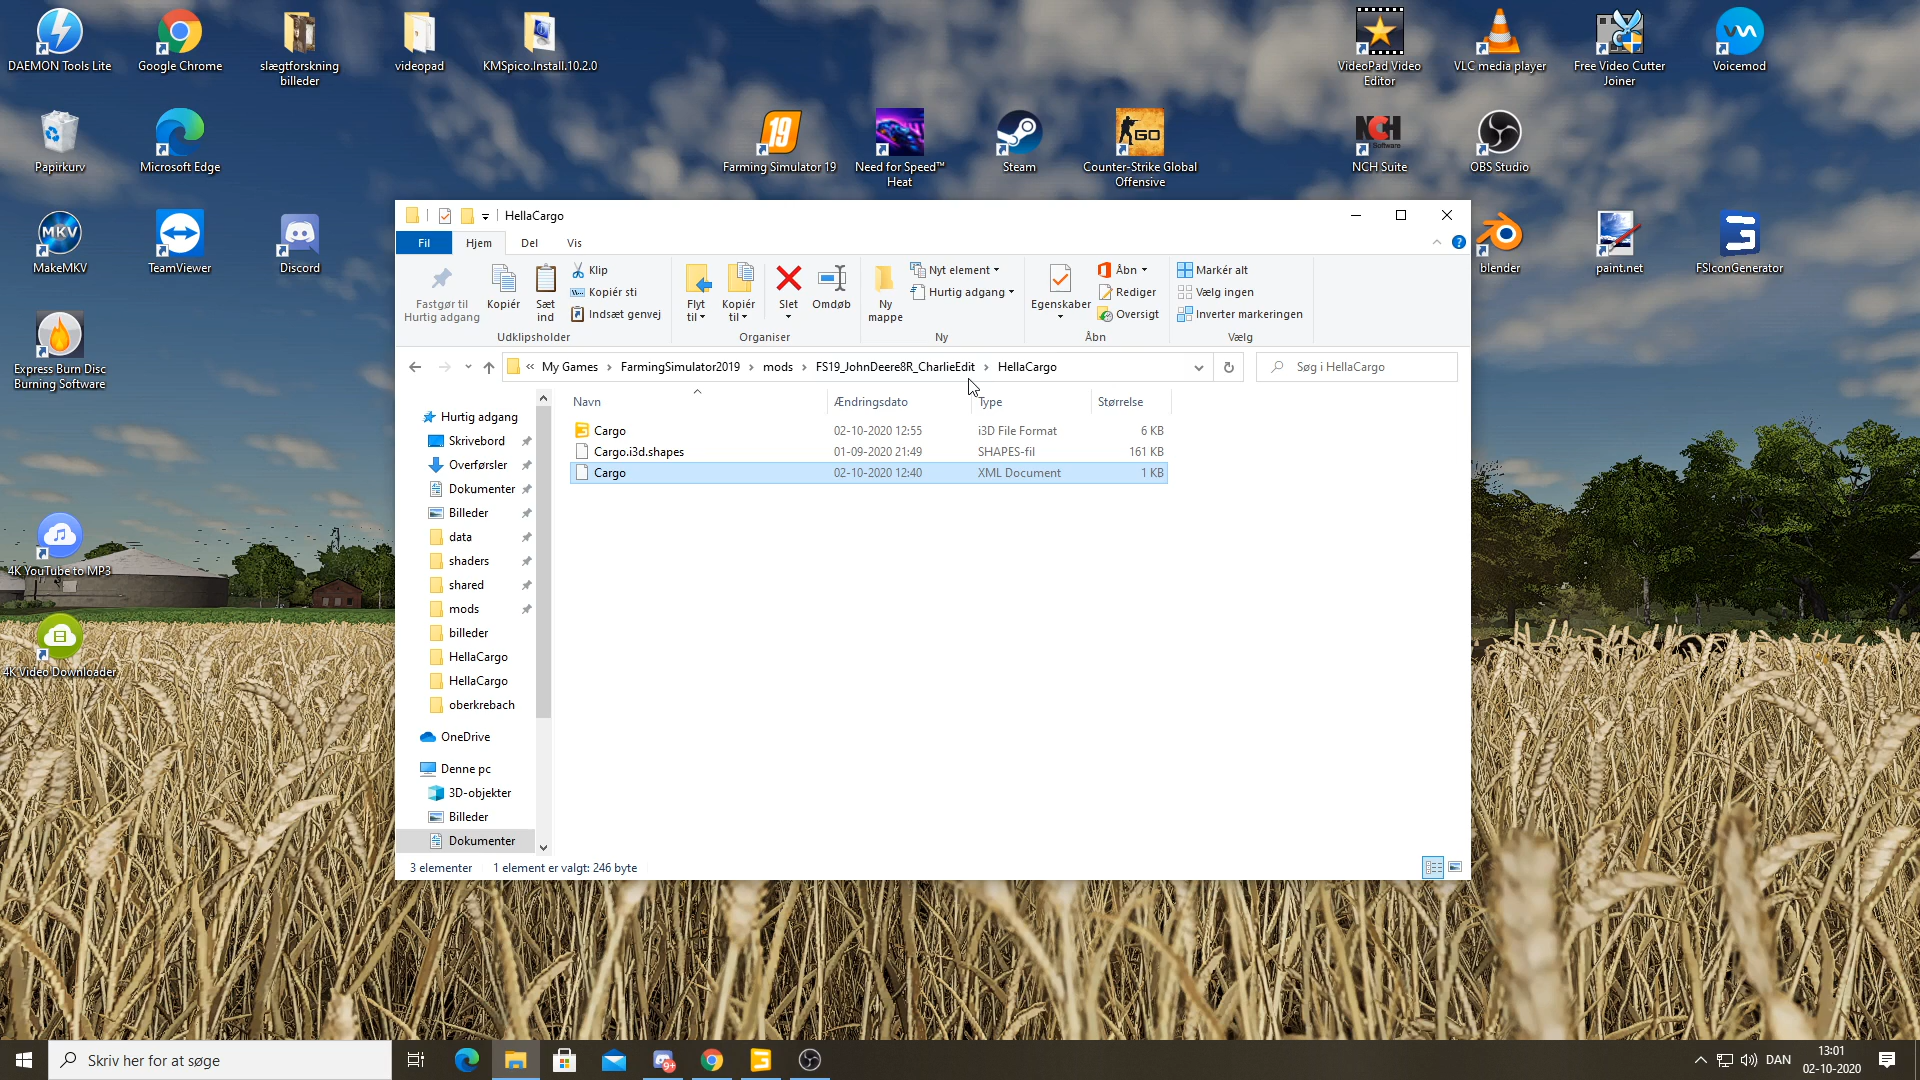 DAEMON Tools Lite
Google Chrome
slægtforskning
billeder
videopad
KMSpico.Install.10.2.0
VideoPad Video
Editor
VLC media player
Free Video Cutter
Joiner
Voicemod
Papirkurv
Microsoft Edge
19
Farming Simulator 19
Need for Speed™
Heat
Steam
GO
Counter-Strike Global
Offensive
NCH
Software
NCH Suite
OBS Studio
MKV
MakeMKV
TeamViewer
Discord
blender
paint.net
FSIconGenerator
Express Burn Disc
Burning Software
4K YouTube to MP3
4K Video Downloader
HellaCargo
Fil
Hjem
Del
Vis
Fastgør til
Hurtig adgang
Kopiér
Sæt
ind
Klip
Kopiér sti
Indsæt genvej
Udklipsholder
Flyt
til
Kopiér
til
Slet
Omdøb
Organiser
Ny
mappe
Nyt element
Hurtig adgang
Ny
Egenskaber
Åbn
Rediger
Oversigt
Åbn
Markér alt
Vælg ingen
Inverter markeringen
Vælg
« My Games › FarmingSimulator2019 › mods › FS19_JohnDeere8R_CharlieEdit › HellaCargo
Søg i HellaCargo
Navn Ændringsdato Type Størrelse
Cargo 02-10-2020 12:55 i3D File Format 6 KB
Cargo.i3d.shapes 01-09-2020 21:49 SHAPES-fil 161 KB
Cargo 02-10-2020 12:40 XML Document 1 KB
Hurtig adgang
Skrivebord
Overførsler
Dokumenter
Billeder
data
shaders
shared
mods
billeder
HellaCargo
HellaCargo
oberkrebach
OneDrive
Denne pc
3D-objekter
Billeder
Dokumenter
3 elementer 1 element er valgt: 246 byte
Skriv her for at søge
9+
DAN
13:01
02-10-2020